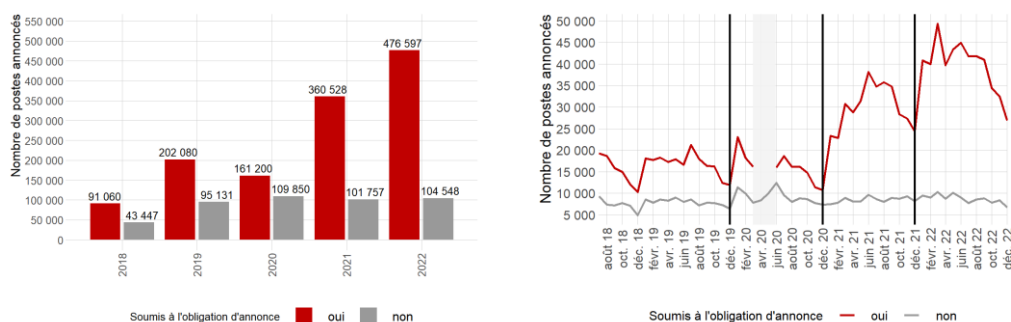 Nombre de postes annoncés
550 000
500 000
450 000
400 000
350 000
300 000
250 000
200 000
150 000
100 000
50 000
0
91 060
43 447
202 080
95 131
161 200
109 850
360 528
101 757
476 597
104 548
2018
2019
2020
2021
2022
Soumis à l'obligation d'annonce oui non
Nombre de postes annoncés
50 000
45 000
40 000
35 000
30 000
25 000
20 000
15 000
10 000
5 000
août 18
oct. 18
déc. 18
févr. 19
avr. 19
juin 19
août 19
oct. 19
déc. 19
févr. 20
avr. 20
juin 20
août 20
oct. 20
déc. 20
févr. 21
avr. 21
juin 21
août 21
oct. 21
déc. 21
févr. 22
avr. 22
juin 22
août 22
oct. 22
déc. 22
Soumis à l'obligation d'annonce oui non